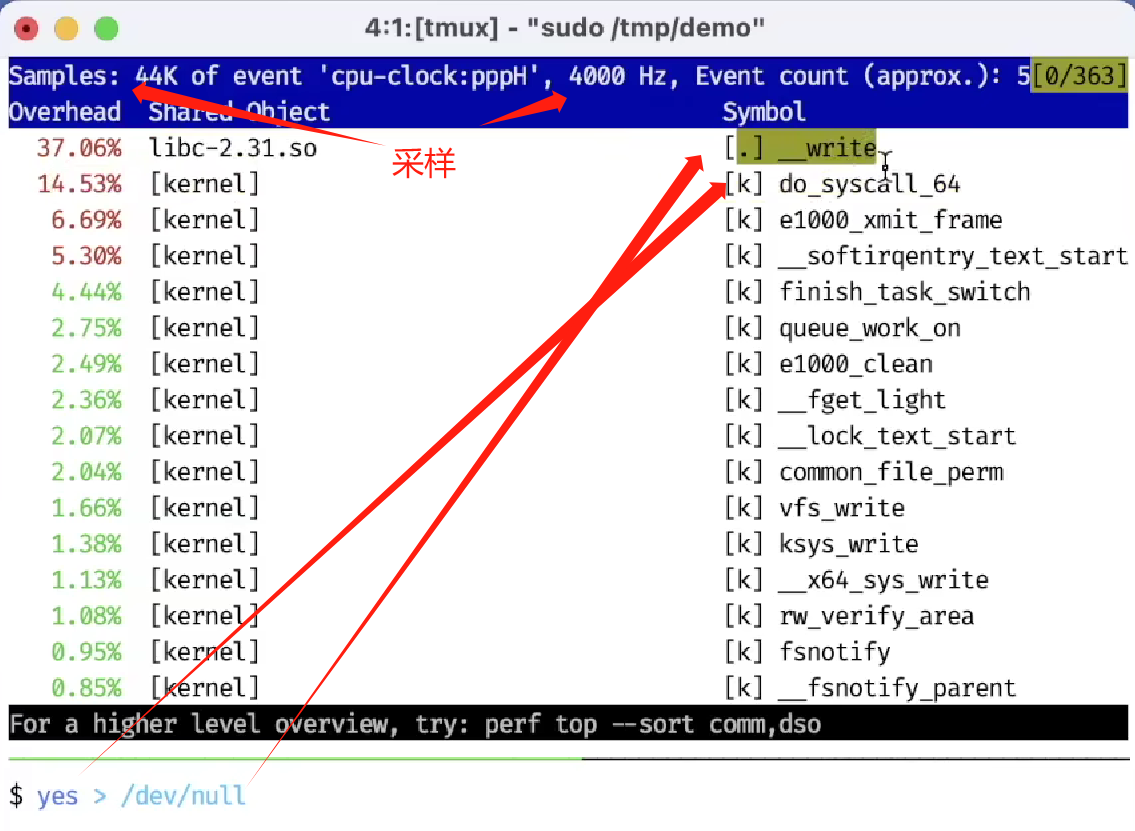 4:1:[tmux] - "sudo /tmp/demo"
Samples: 44K of event 'cpu-clock:pppH', 4000 Hz, Event count (approx.): 5[0/363]
Overhead  Shared Object  Symbol
采样
37.06%  libc-2.31.so  [.] __write
14.53%  [kernel]  [k] do_syscall_64
6.69%  [kernel]  [k] e1000_xmit_frame
5.30%  [kernel]  [k] __softirqentry_text_start
4.44%  [kernel]  [k] finish_task_switch
2.75%  [kernel]  [k] queue_work_on
2.49%  [kernel]  [k] e1000_clean
2.36%  [kernel]  [k] __fget_light
2.07%  [kernel]  [k] __lock_text_start
2.04%  [kernel]  [k] common_file_perm
1.66%  [kernel]  [k] vfs_write
1.38%  [kernel]  [k] ksys_write
1.13%  [kernel]  [k] __x64_sys_write
1.08%  [kernel]  [k] rw_verify_area
0.95%  [kernel]  [k] fsnotify
0.85%  [kernel]  [k] __fsnotify_parent
For a higher level overview, try: perf top --sort comm,dso
$ yes > /dev/null